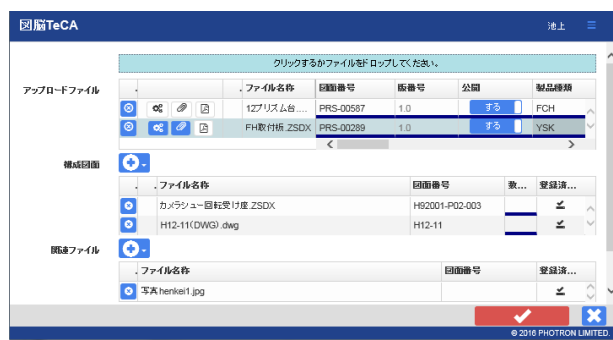 図脳TeCA
池上
クリックするかファイルをドロップしてください。
アップロードファイル
. . ファイル名称 図面番号 版番号 公開 製品種類
12プリズム台.... PRS-00587 1.0 する FCH
FH取付板.ZSDX PRS-00289 1.0 する YSK
構成図面
. . ファイル名称 図面番号 数... 登録済...
カメラシュー回転受け座.ZSDX H92001-P02-003
H12-11(DWG).dwg H12-11
関連ファイル
. ファイル名称 図面番号 登録済...
写真henkei1.jpg
© 2016 PHOTRON LIMITED.